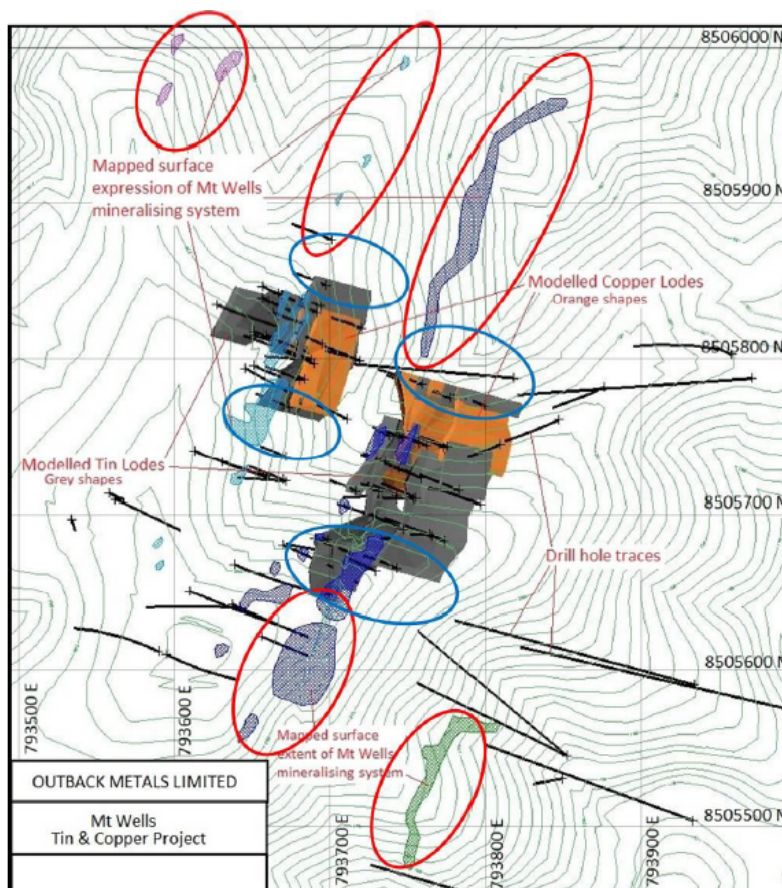 8506000 N
Mapped surface
expression of Mt Wells
mineralising system
8505900 N
Modelled Copper Lodes
Orange shapes
8505800 N
Modelled Tin Lodes
Grey shapes
8505700 N
Drill hole traces
8505600 N
793500 E
793600 E
Mapped surface
extent of Mt Wells
mineralising system
OUTBACK METALS LIMITED
Mt Wells
Tin & Copper Project
793700 E
793800 E
793900 E
8505500 N